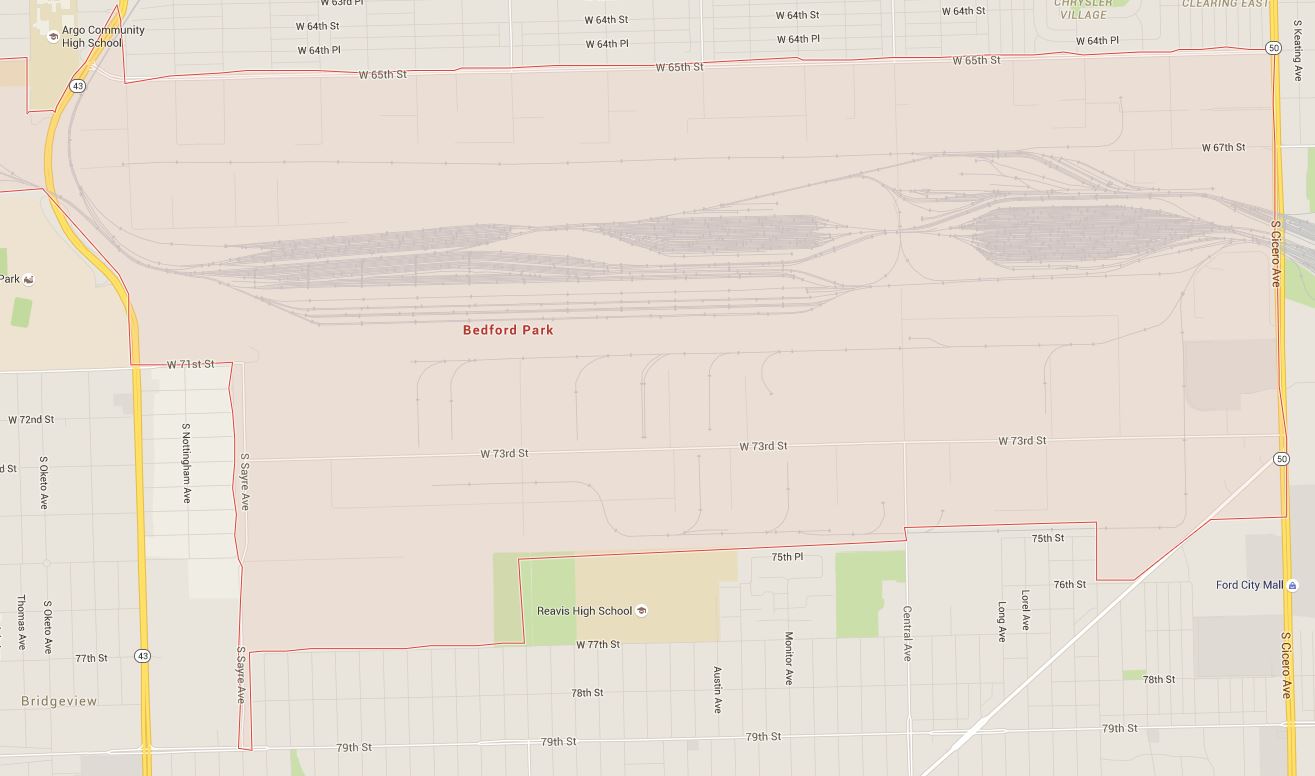 W 63rd Pl
W 64th St
W 64th St
W 64th St
W 64th St
CHRYSLER
VILLAGE
CLEARING EAST
Argo Community
High School
W 64th Pl
W 64th Pl
W 64th Pl
W 64th Pl
S Keating Ave
50
W 65th St
W 65th St
W 65th St
43
W 67th St
S Cicero Ave
Park
Bedford Park
W 71st St
W 72nd St
S Nottingham Ave
S Oketo Ave
S Sayre Ave
W 73rd St
W 73rd St
W 73rd St
d St
50
75th St
75th Pl
76th St
Ford City Mall
Reavis High School
Thomas Ave
S Oketo Ave
Lorel Ave
Long Ave
Central Ave
W 77th St
77th St
43
Monitor Ave
S Sayre Ave
Austin Ave
S Cicero Ave
78th St
78th St
Bridgeview
79th St
79th St
79th St
79th St